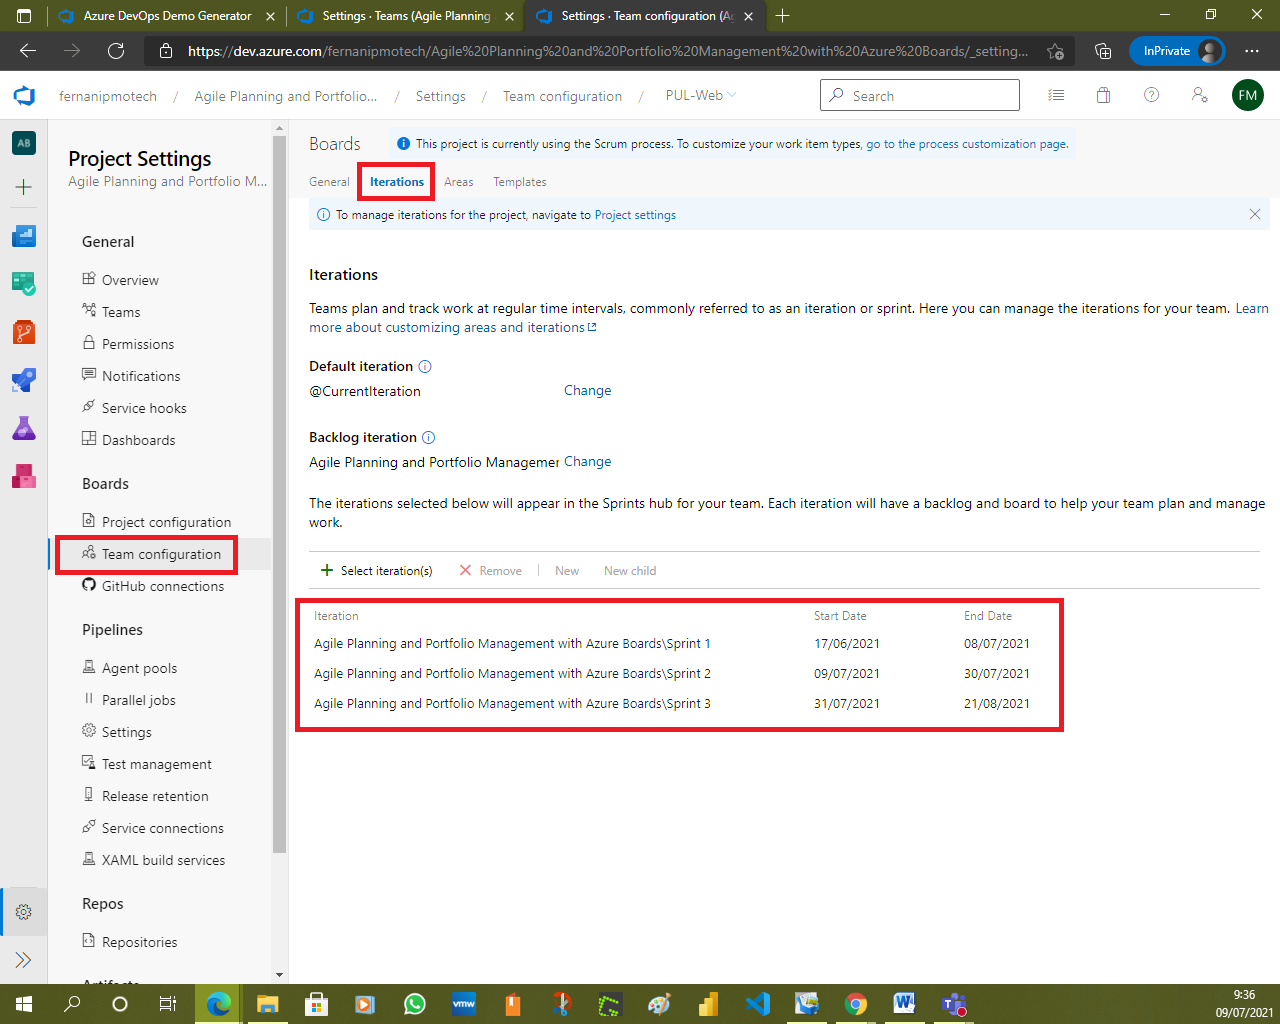 Azure DevOps Demo Generator
Settings · Teams (Agile Planning
Settings · Team configuration (Ag
https://dev.azure.com/fernanipmotech/Agile%20Planning%20and%20Portfolio%20Management%20with%20Azure%20Boards/_setting...
InPrivate
fernanipmotech / Agile Planning and Portfolio... / Settings / Team configuration / PUL-Web
Search
FM
AB
Project Settings
Agile Planning and Portfolio M...
General
Overview
Teams
Permissions
Notifications
Service hooks
Dashboards
Boards
Project configuration
Team configuration
GitHub connections
Pipelines
Agent pools
Parallel jobs
Settings
Test management
Release retention
Service connections
XAML build services
Repos
Repositories
Artifacts
Boards
This project is currently using the Scrum process. To customize your work item types, go to the process customization page.
General Iterations Areas Templates
To manage iterations for the project, navigate to Project settings
Iterations
Teams plan and track work at regular time intervals, commonly referred to as an iteration or sprint. Here you can manage the iterations for your team. Learn
more about customizing areas and iterations
Default iteration
@CurrentIteration Change
Backlog iteration
Agile Planning and Portfolio Managemer Change
The iterations selected below will appear in the Sprints hub for your team. Each iteration will have a backlog and board to help your team plan and manage
work.
Select iteration(s) Remove New New child
Iteration Start Date End Date
Agile Planning and Portfolio Management with Azure Boards\Sprint 1 17/06/2021 08/07/2021
Agile Planning and Portfolio Management with Azure Boards\Sprint 2 09/07/2021 30/07/2021
Agile Planning and Portfolio Management with Azure Boards\Sprint 3 31/07/2021 21/08/2021
vmw
9:36
09/07/2021